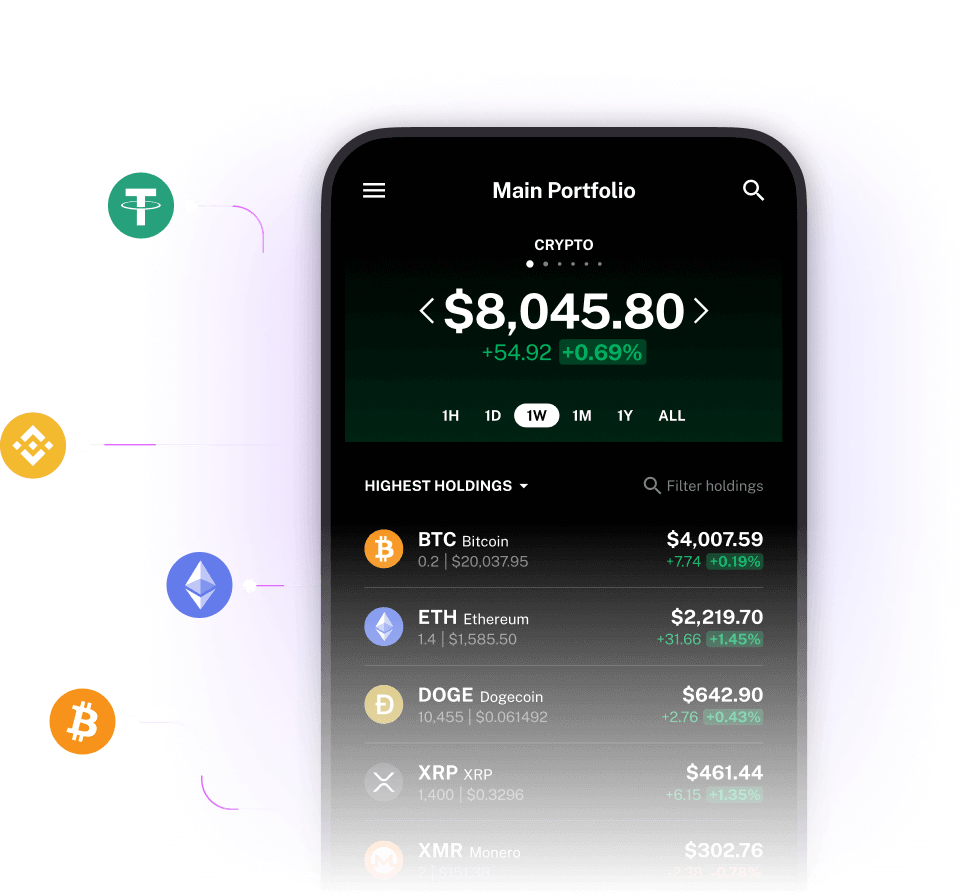 Main Portfolio
CRYPTO
$8,045.80
+54.92 +0.69%
1H 1D 1W 1M 1Y ALL
HIGHEST HOLDINGS Filter holdings
BTC Bitcoin $4,007.59
0.2 | $20,037.95 +7.74 +0.19%
ETH Ethereum $2,219.70
1.4 | $1,585.50 +31.66 +1.45%
DOGE Dogecoin $642.90
10,455 | $0.061492 +2.76 +0.43%
XRP XRP $461.44
1,400 | $0.3296 +6.15 +1.35%
XMR Monero $302.76